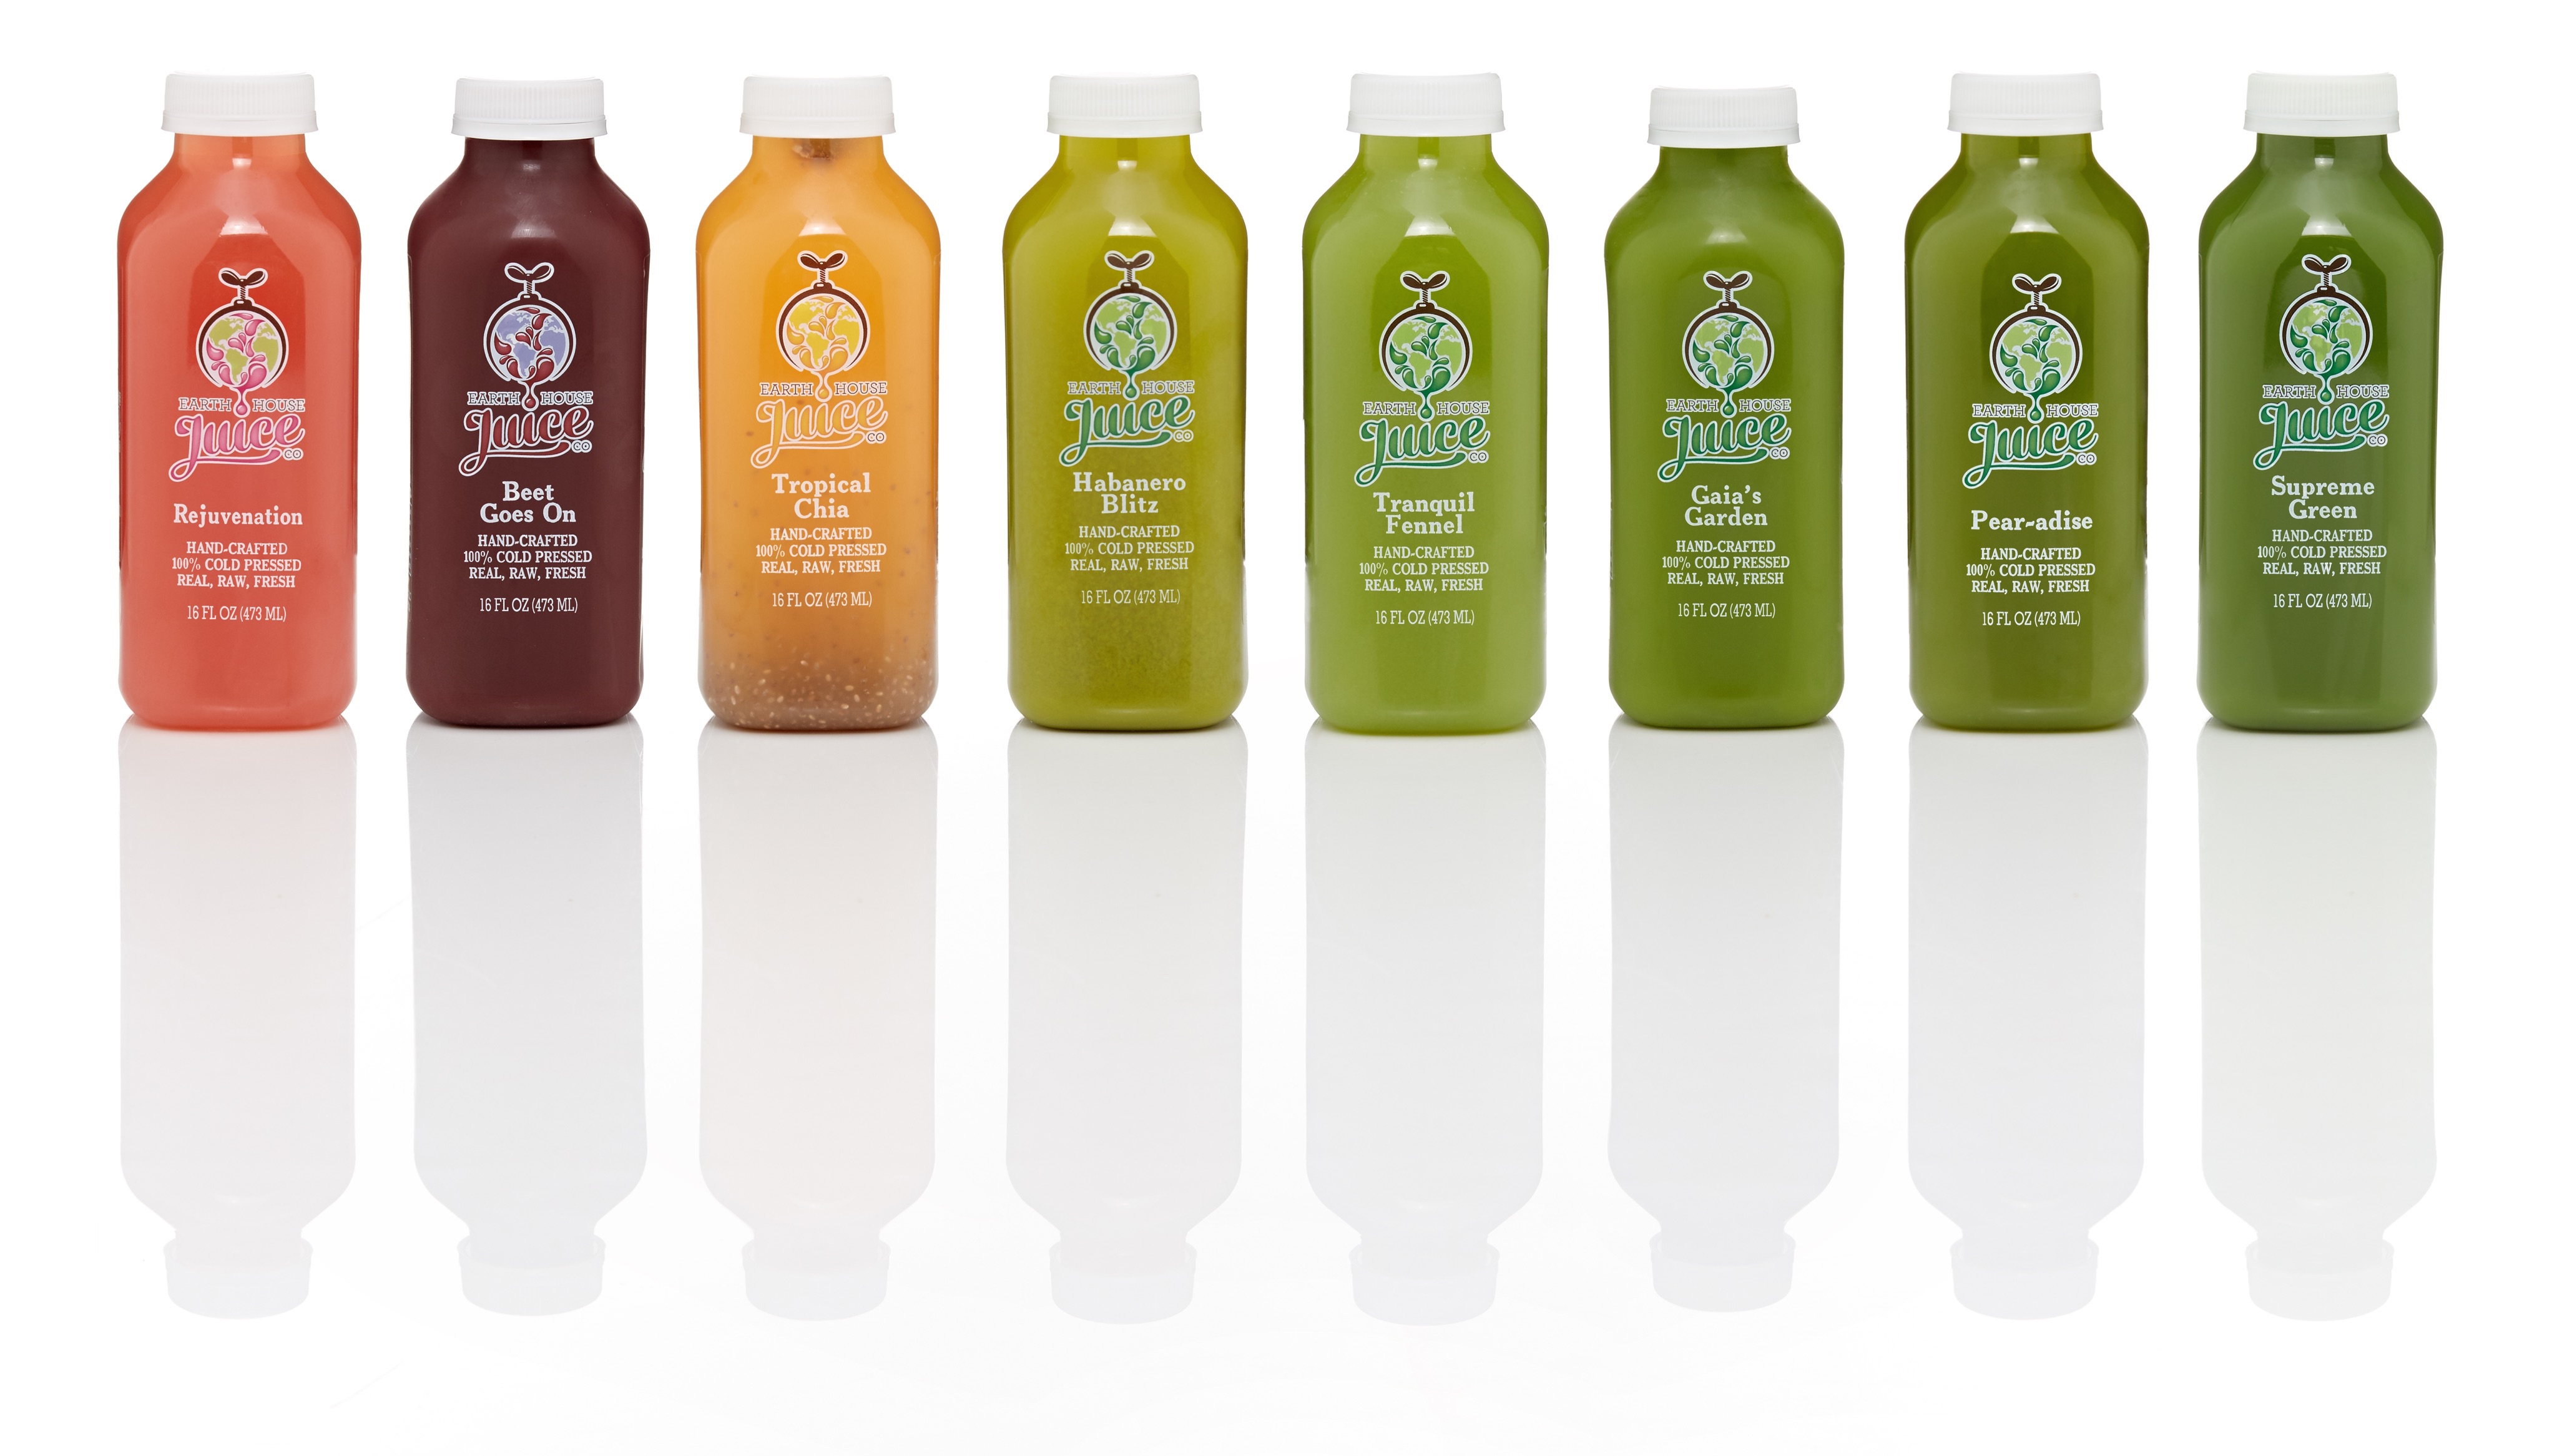 EARTH HOUSE
Juice
CO
Rejuvenation
HAND-CRAFTED
100% COLD PRESSED
REAL, RAW, FRESH
16 FL OZ (473 ML)
EARTH HOUSE
Juice
CO
Beet
Goes On
HAND-CRAFTED
100% COLD PRESSED
REAL, RAW, FRESH
16 FL OZ (473 ML)
EARTH HOUSE
Juice
CO
Tropical
Chia
HAND-CRAFTED
100% COLD PRESSED
REAL, RAW, FRESH
16 FL OZ (473 ML)
EARTH HOUSE
Juice
CO
Habanero
Blitz
HAND-CRAFTED
100% COLD PRESSED
REAL, RAW, FRESH
16 FL OZ (473 ML)
EARTH HOUSE
Juice
CO
Tranquil
Fennel
HAND-CRAFTED
100% COLD PRESSED
REAL, RAW, FRESH
16 FL OZ (473 ML)
EARTH HOUSE
Juice
CO
Gaia's
Garden
HAND-CRAFTED
100% COLD PRESSED
REAL, RAW, FRESH
16 FL OZ (473 ML)
EARTH HOUSE
Juice
CO
Pear-adise
HAND-CRAFTED
100% COLD PRESSED
REAL, RAW, FRESH
16 FL OZ (473 ML)
EARTH HOUSE
Juice
CO
Supreme
Green
HAND-CRAFTED
100% COLD PRESSED
REAL, RAW, FRESH
16 FL OZ (473 ML)